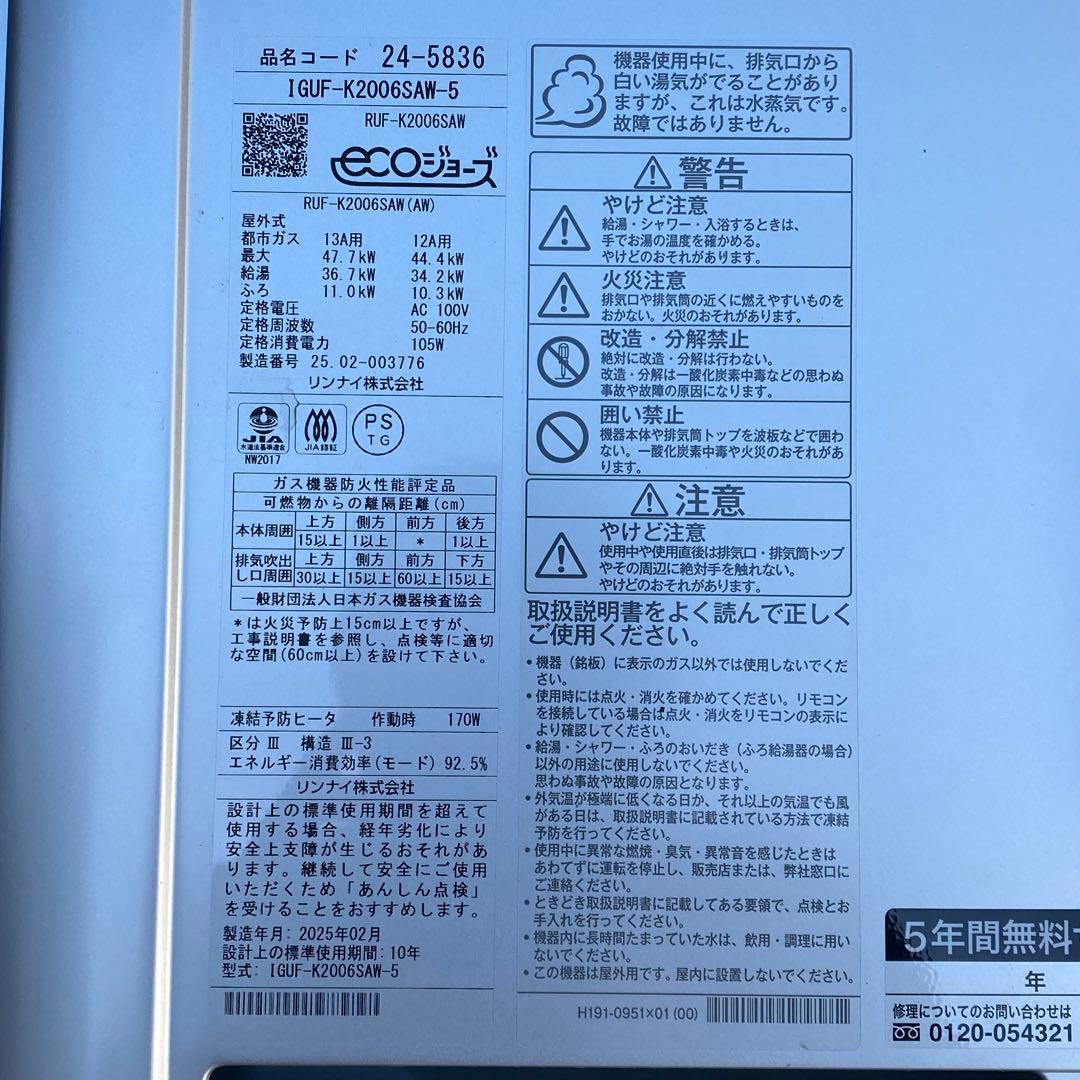 品名コード 24-5836
IGUF-K2006SAW-5
RUF-K2006SAW
ecoジョーズ
RUF-K2006SAW(AW)
屋外式
都市ガス 13A用 12A用
最大 47.7kW 44.4kW
給湯 36.7kW 34.2kW
ふろ 11.0kW 10.3kW
定格電圧 AC 100V
定格周波数 50-60Hz
定格消費電力 105W
製造番号 25.02-003776
リンナイ株式会社
JIA
水道法基準適合
NW2017
JIA認証
PS
TG
ガス機器防火性能評定品
可燃物からの離隔距離(cm)
本体周囲 上方 側方 前方 後方
15以上 1以上 * 1以上
排気吹出し口周囲 上方 側方 前方 下方
30以上 15以上 60以上 15以上
一般財団法人日本ガス機器検査協会
*は火災予防上15cm以上ですが、
工事説明書を参照し、点検等に適切
な空間(60cm以上)を設けて下さい。
凍結予防ヒータ 作動時 170W
区分 Ⅲ 構造 Ⅲ-3
エネルギー消費効率(モード) 92.5%
リンナイ株式会社
設計上の標準使用期間を超えて
使用する場合、経年劣化により
安全上支障が生じるおそれがあ
ります。継続して安全にご使用
いただくため「あんしん点検」
を受けることをおすすめします。
製造年月: 2025年02月
設計上の標準使用期間: 10年
型式: IGUF-K2006SAW-5
機器使用中に、排気口から
白い湯気がでることがあり
ますが、これは水蒸気です。
故障ではありません。
警告
やけど注意
給湯・シャワー・入浴するときは、
手でお湯の温度を確かめる。
やけどのおそれがあります。
火災注意
排気口や排気筒の近くに燃えやすいものを
おかない。火災のおそれがあります。
改造・分解禁止
絶対に改造・分解は行わない。
改造・分解は一酸化炭素中毒などの思わぬ
事故や故障の原因になります。
囲い禁止
機器本体や排気筒トップを波板などで囲わ
ない。一酸化炭素中毒や火災のおそれがあ
ります。
注意
やけど注意
使用中や使用直後は排気口・排気筒トップ
やその周辺に絶対手を触れない。
やけどのおそれがあります。
取扱説明書をよく読んで正しく
ご使用ください。
・機器(銘板)に表示のガス以外では使用しないでくだ
さい。
・使用時には点火・消火を確かめてください。リモコン
を接続している場合は点火・消火をリモコンの表示に
より確認してください。
・給湯・シャワー・ふろのおいだき(ふろ給湯器の場合)
以外の用途に使用しないでください。
思わぬ事故や故障の原因となります。
・外気温が極端に低くなる日か、それ以上の気温でも風
がある日は、取扱説明書に記載されている方法で凍結
予防を行ってください。
・使用中に異常な燃焼・臭気・異常音を感じたときは
あわてずに運転を停止し、販売店または、弊社窓口に
ご連絡ください。
・ときどき取扱説明書に記載してある要領で、点検とお
手入れを行ってください。
・機器内に長時間たまっていた水は、飲用・調理に用い
ないでください。
・この機器は屋外用です。屋内に設置しないでください。
H191-0951×01(00)
5年間無料
年
修理についてのお問い合わせは
0120-054321